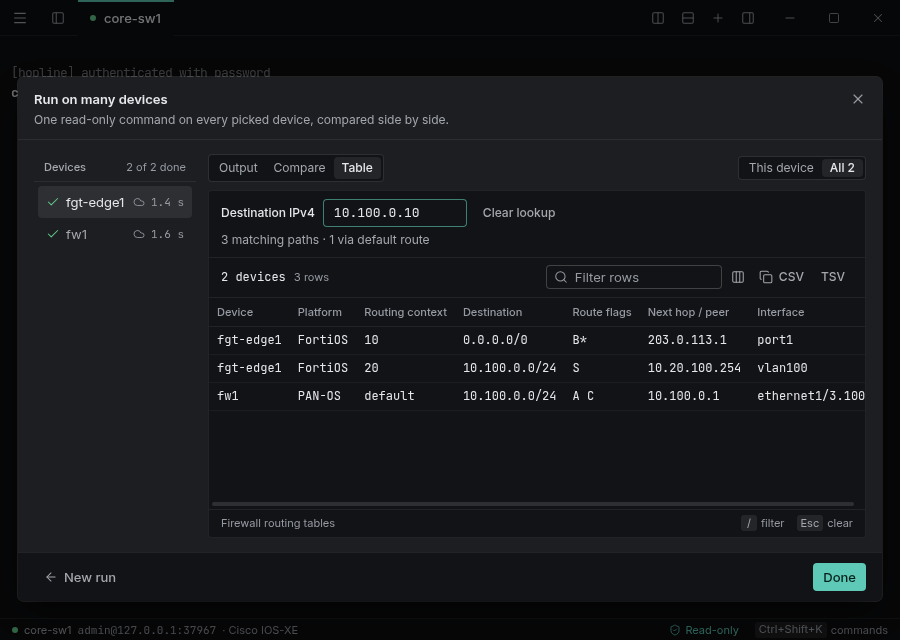 core-sw1
[hopline] authenticated with password
c
Run on many devices
One read-only command on every picked device, compared side by side.
Devices 2 of 2 done
Output Compare Table
This device All 2
fgt-edge1 1.4 s
fw1 1.6 s
Destination IPv4 10.100.0.10 Clear lookup
3 matching paths · 1 via default route
2 devices 3 rows Filter rows CSV TSV
Device Platform Routing context Destination Route flags Next hop / peer Interface
fgt-edge1 FortiOS 10 0.0.0.0/0 B* 203.0.113.1 port1
fgt-edge1 FortiOS 20 10.100.0.0/24 S 10.20.100.254 vlan100
fw1 PAN-OS default 10.100.0.0/24 A C 10.100.0.1 ethernet1/3.100
Firewall routing tables / filter Esc clear
New run Done
core-sw1 admin@127.0.0.1:37967 · Cisco IOS-XE Read-only Ctrl+Shift+K commands